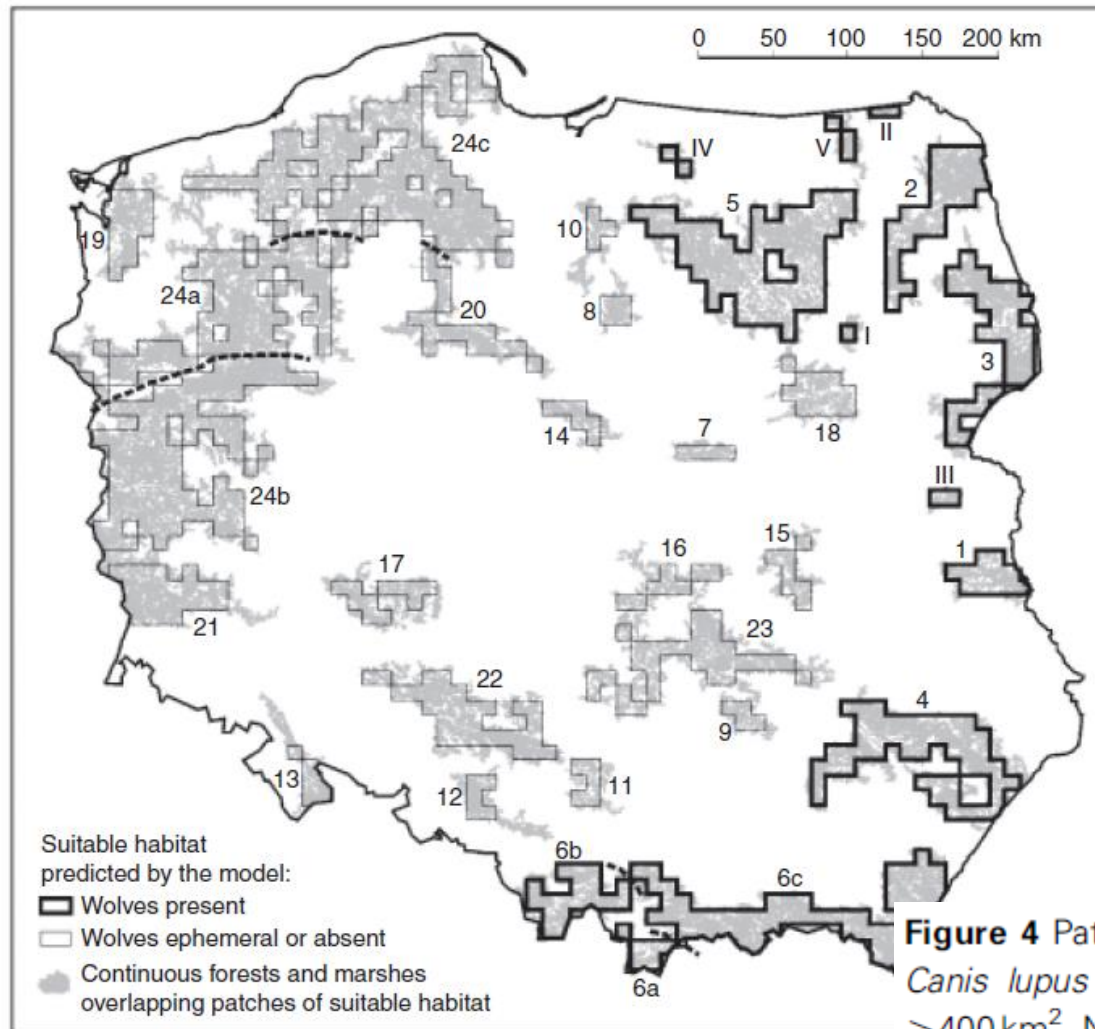 0 50 100 150 200 km
II
V
IV
24c
2
5
10
19
24a
8
20
I
3
18
14
7
24b
III
15
16
1
17
21
23
22
4
9
13
12
11
Suitable habitat
predicted by the model:
Wolves present
Wolves ephemeral or absent
Continuous forests and marshes
overlapping patches of suitable habitat
6b
6c
6a
Figure 4 Pat
Canis lupus
>400 km². N